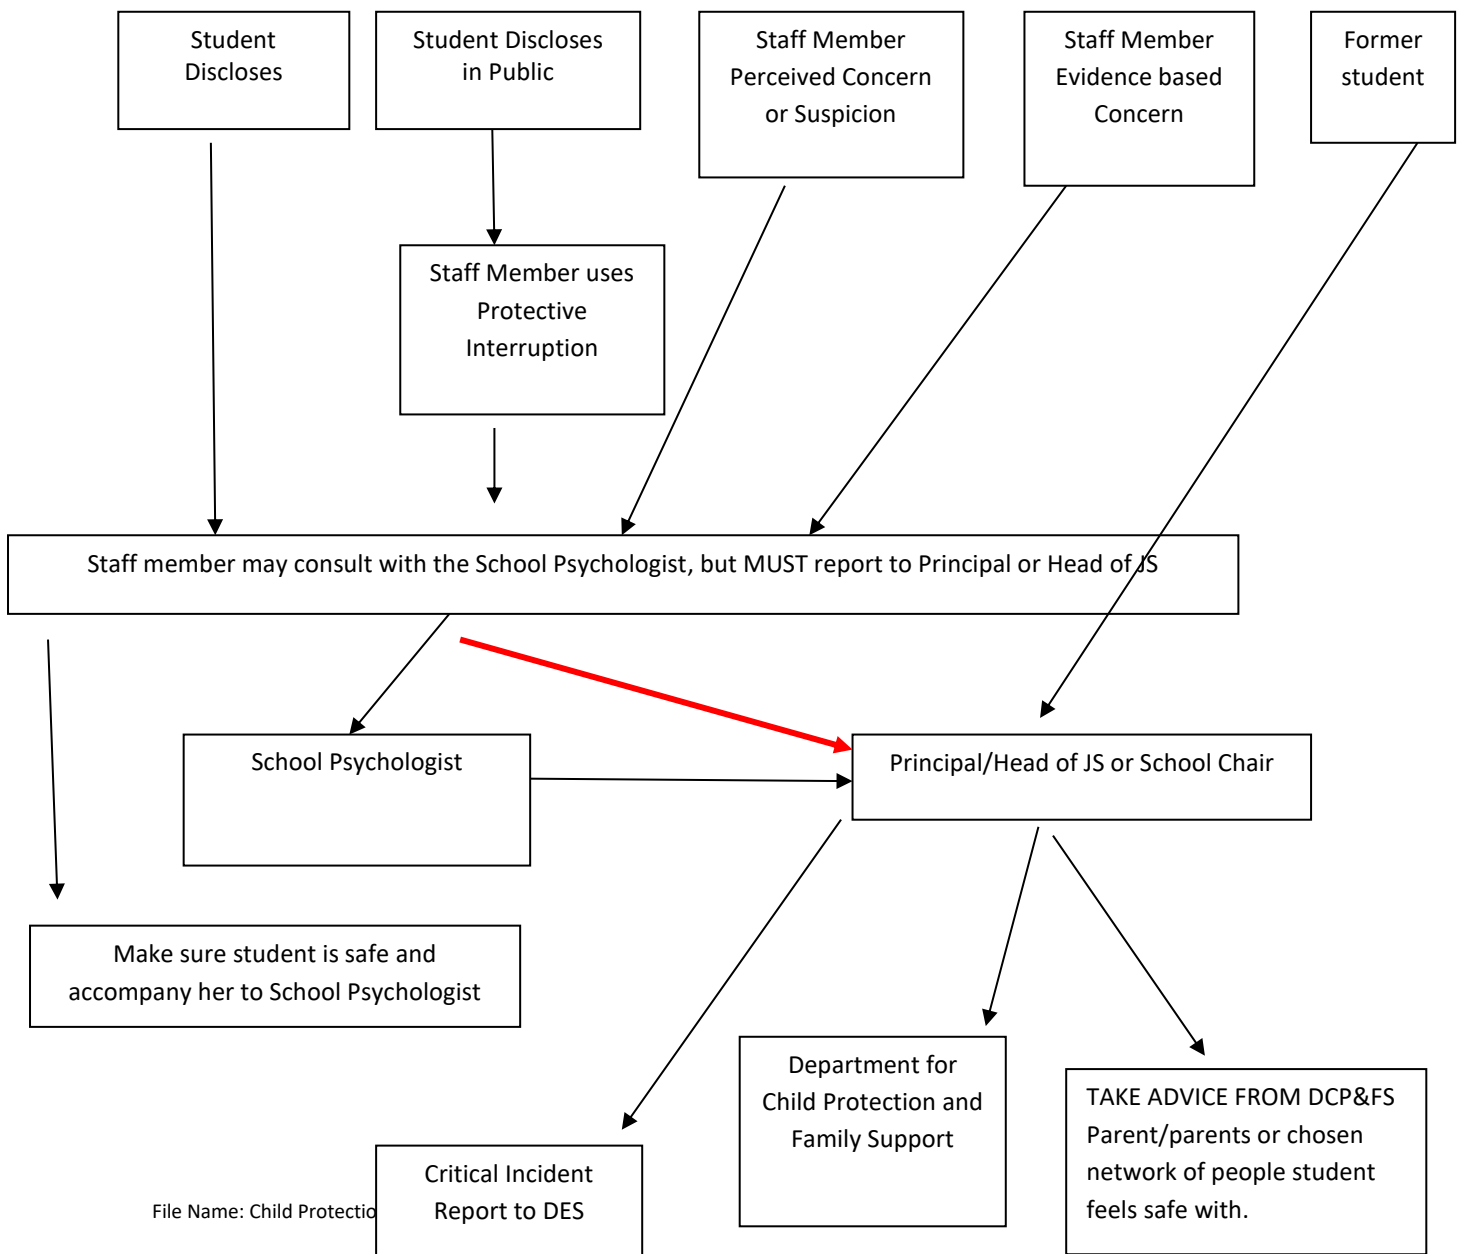 Student
Discloses
Student Discloses
in Public
Staff Member
Perceived Concern
or Suspicion
Staff Member
Evidence based
Concern
Former
student
Staff Member uses
Protective
Interruption
Staff member may consult with the School Psychologist, but MUST report to Principal or Head of JS
School Psychologist
Principal/Head of JS or School Chair
Make sure student is safe and
accompany her to School Psychologist
Department for
Child Protection and
Family Support
TAKE ADVICE FROM DCP&FS
Parent/parents or chosen
network of people student
feels safe with.
Critical Incident
Report to DES
File Name: Child Protectio